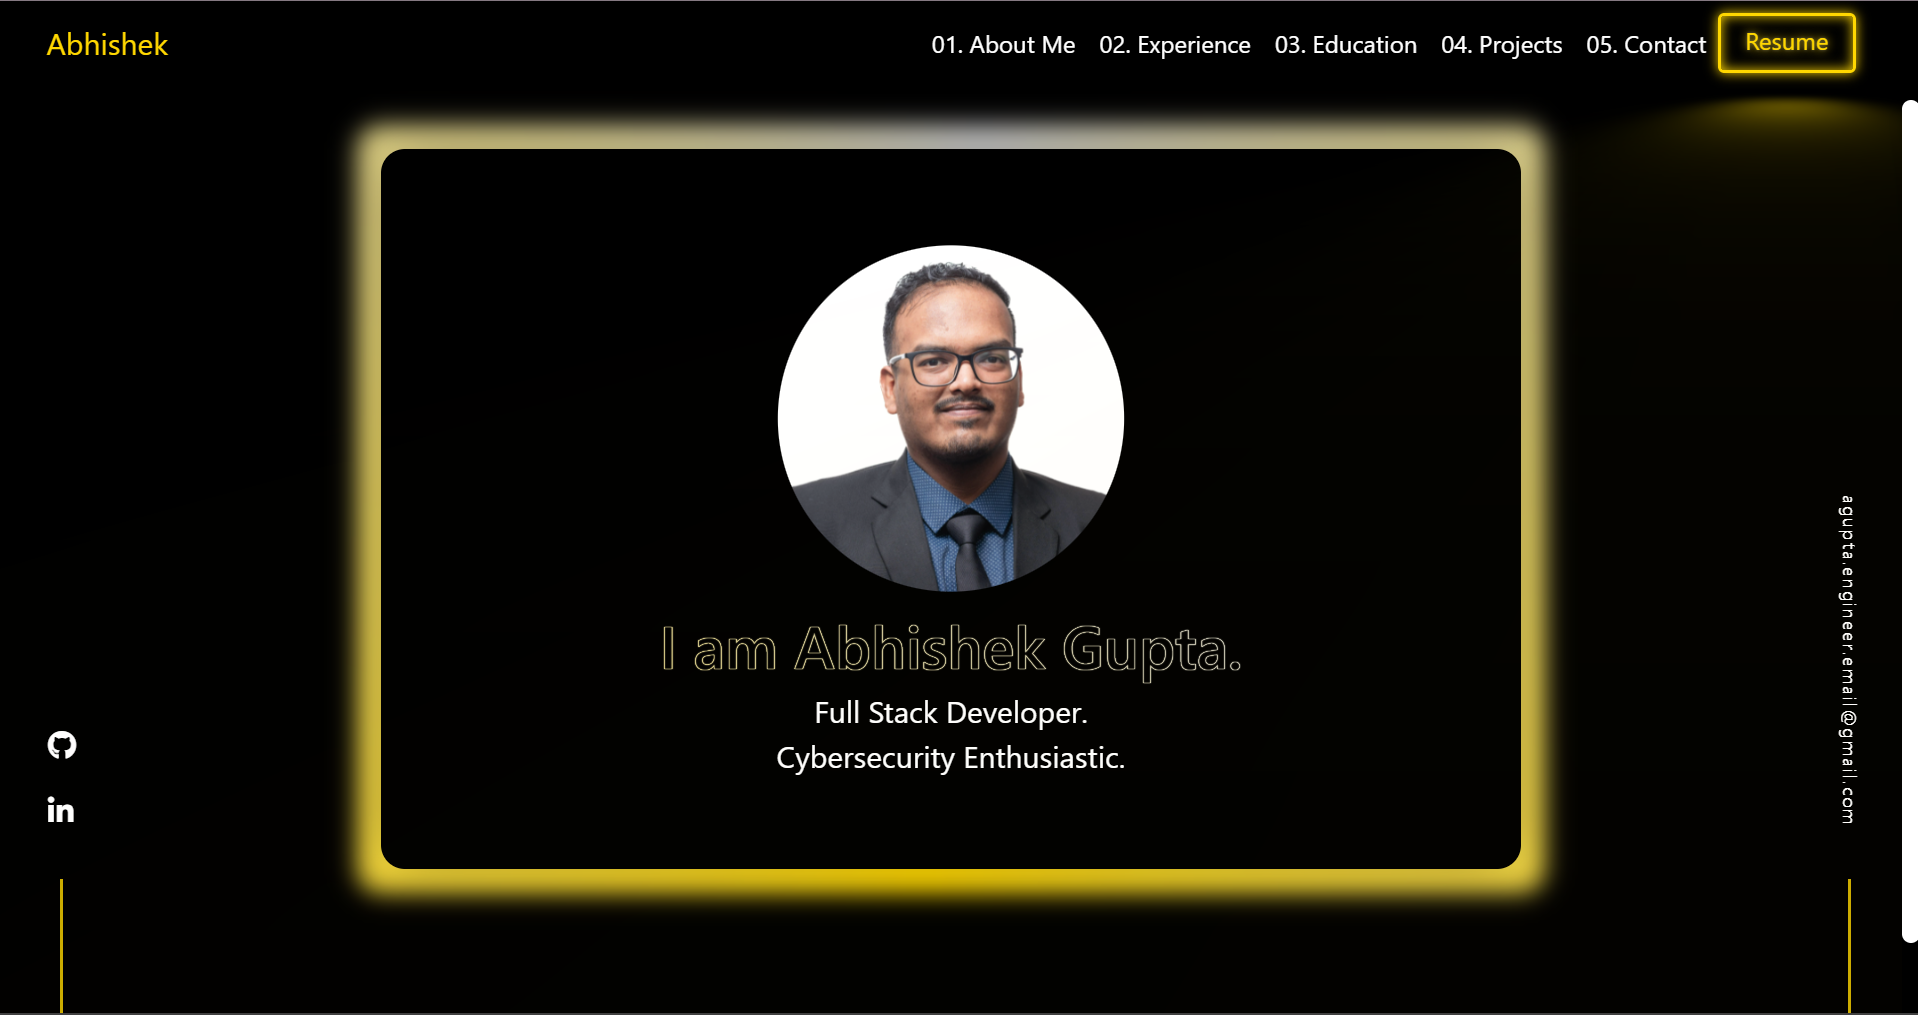 Abhishek
01. About Me
02. Experience
03. Education
04. Projects
05. Contact
Resume
I am Abhishek Gupta.
Full Stack Developer.
Cybersecurity Enthusiastic.
in
agupta.engineer.email@gmail.com